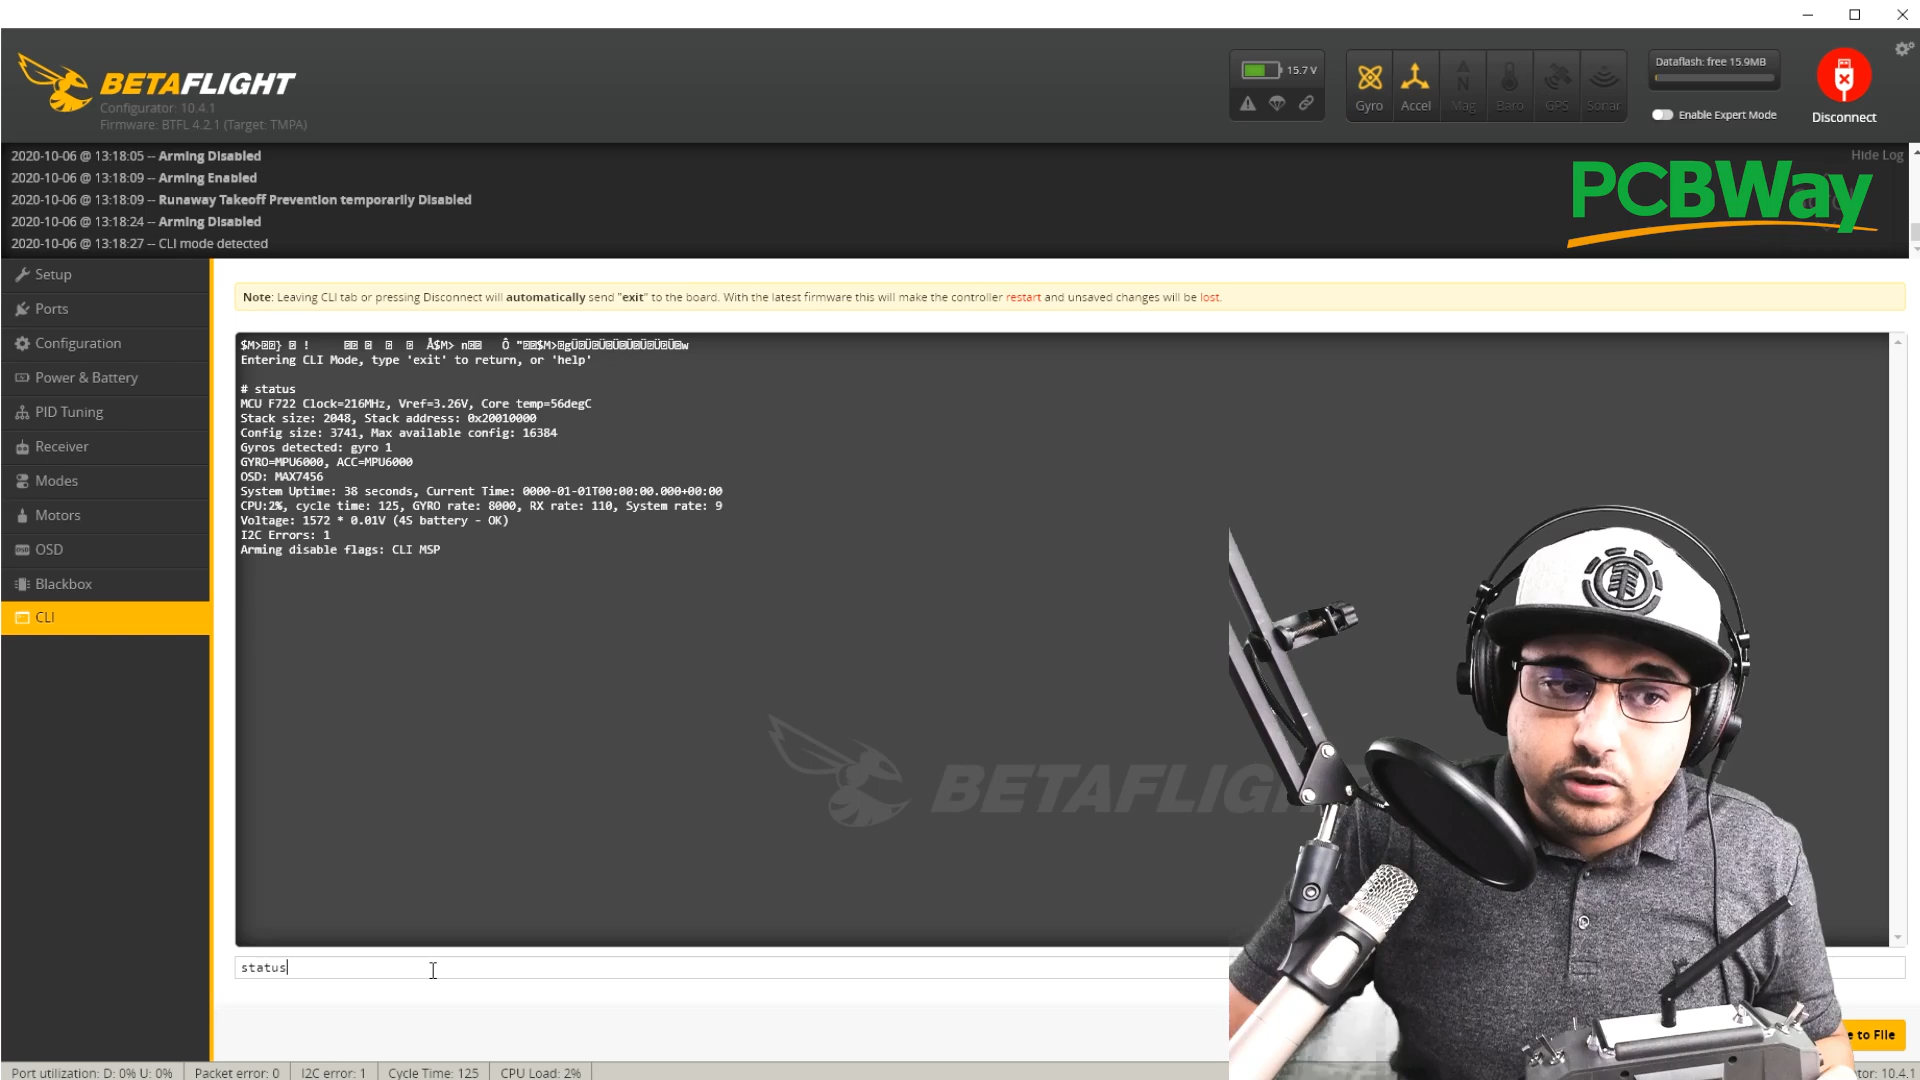 BETAFLIGHT
Configurator: 10.4.1
Firmware: BTFL 4.2.1 (Target: TMPA)
15.7 V
Gyro
Accel
Mag
Baro
GPS
Sonar
Dataflash: free 15.9MB
Enable Expert Mode
Disconnect
2020-10-06 @ 13:18:05 -- Arming Disabled
2020-10-06 @ 13:18:09 -- Arming Enabled
2020-10-06 @ 13:18:09 -- Runaway Takeoff Prevention temporarily Disabled
2020-10-06 @ 13:18:24 -- Arming Disabled
2020-10-06 @ 13:18:27 -- CLI mode detected
Hide Log
PCBWay
Setup
Ports
Configuration
Power & Battery
PID Tuning
Receiver
Modes
Motors
OSD
Blackbox
CLI
Note: Leaving CLI tab or pressing Disconnect will automatically send "exit" to the board. With the latest firmware this will make the controller restart and unsaved changes will be lost.
Entering CLI Mode, type 'exit' to return, or 'help'
# status
MCU F722 Clock=216MHz, Vref=3.26V, Core temp=56degC
Stack size: 2048, Stack address: 0x20010000
Config size: 3741, Max available config: 16384
Gyros detected: gyro 1
GYRO=MPU6000, ACC=MPU6000
OSD: MAX7456
System Uptime: 38 seconds, Current Time: 0000-01-01T00:00:00.000+00:00
CPU:2%, cycle time: 125, GYRO rate: 8000, RX rate: 110, System rate: 9
Voltage: 1572 * 0.01V (4S battery - OK)
I2C Errors: 1
Arming disable flags: CLI MSP
BETAFLIGH
status
e to File
Port utilization: D: 0% U: 0%
Packet error: 0
I2C error: 1
Cycle Time: 125
CPU Load: 2%
tor: 10.4.1